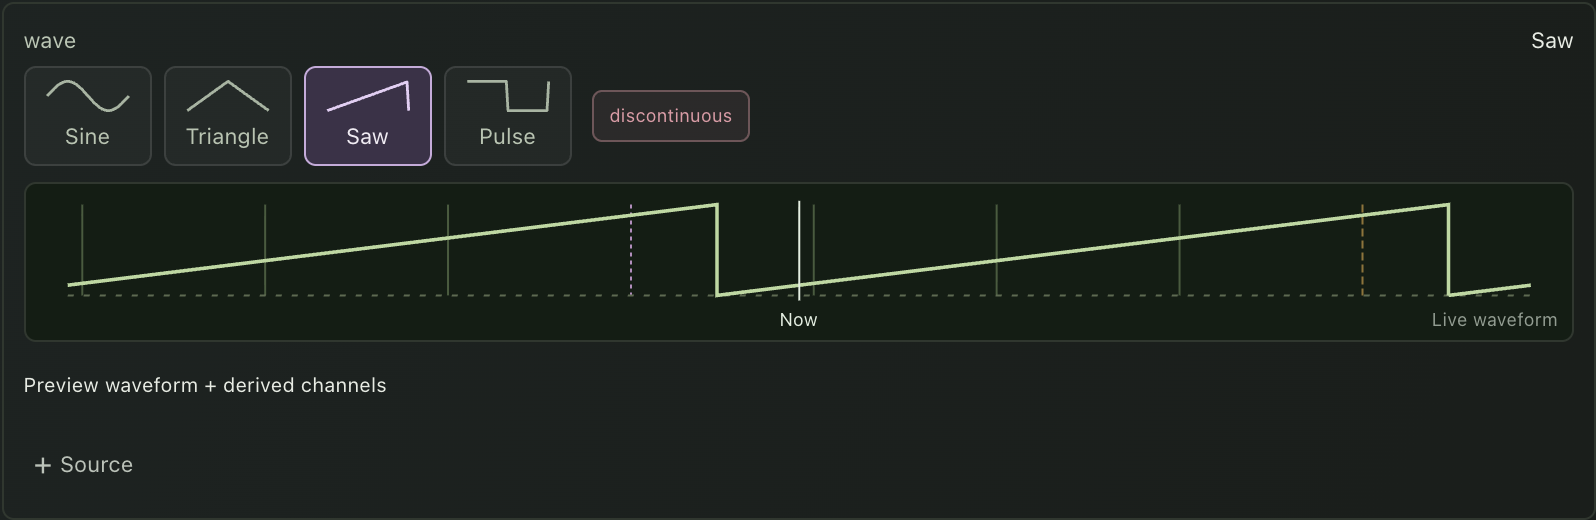 wave
Saw
Sine
Triangle
Saw
Pulse
discontinuous
Now
Live waveform
Preview waveform + derived channels
+ Source